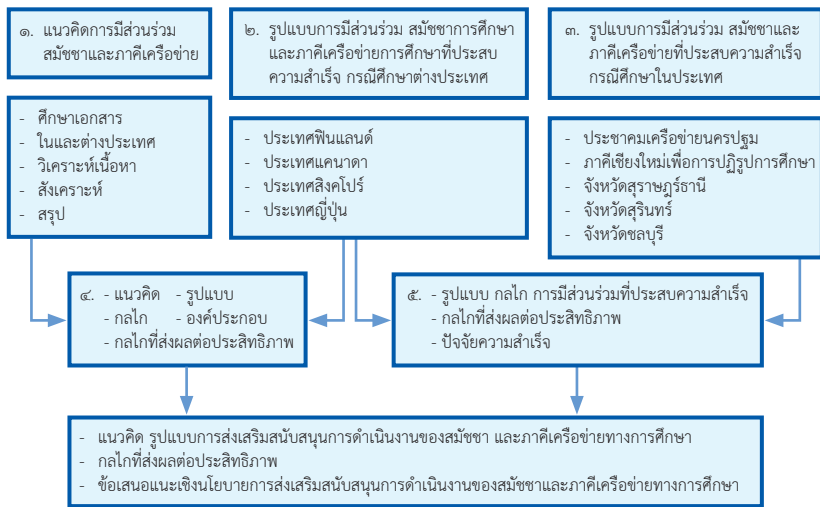 ๑. แนวคิดการมีส่วนร่วม
สมัชชาและภาคีเครือข่าย
๒. รูปแบบการมีส่วนร่วม สมัชชาการศึกษา
และภาคีเครือข่ายการศึกษาที่ประสบ
ความสำเร็จ กรณีศึกษาต่างประเทศ
๓. รูปแบบการมีส่วนร่วม สมัชชาและ
ภาคีเครือข่ายที่ประสบความสำเร็จ
กรณีศึกษาในประเทศ
- ศึกษาเอกสาร
- ในและต่างประเทศ
- วิเคราะห์เนื้อหา
- สังเคราะห์
- สรุป
- ประเทศฟินแลนด์
- ประเทศแคนาดา
- ประเทศสิงคโปร์
- ประเทศญี่ปุ่น
- ประชาคมเครือข่ายนครปฐม
- ภาคีเชียงใหม่เพื่อการปฏิรูปการศึกษา
- จังหวัดสุราษฎร์ธานี
- จังหวัดสุรินทร์
- จังหวัดชลบุรี
๔. - แนวคิด - รูปแบบ
- กลไก - องค์ประกอบ
- กลไกที่ส่งผลต่อประสิทธิภาพ
๕. - รูปแบบ กลไก การมีส่วนร่วมที่ประสบความสำเร็จ
- กลไกที่ส่งผลต่อประสิทธิภาพ
- ปัจจัยความสำเร็จ
- แนวคิด รูปแบบการส่งเสริมสนับสนุนการดำเนินงานของสมัชชา และภาคีเครือข่ายทางการศึกษา
- กลไกที่ส่งผลต่อประสิทธิภาพ
- ข้อเสนอแนะเชิงนโยบายการส่งเสริมสนับสนุนการดำเนินงานของสมัชชาและภาคีเครือข่ายทางการศึกษา